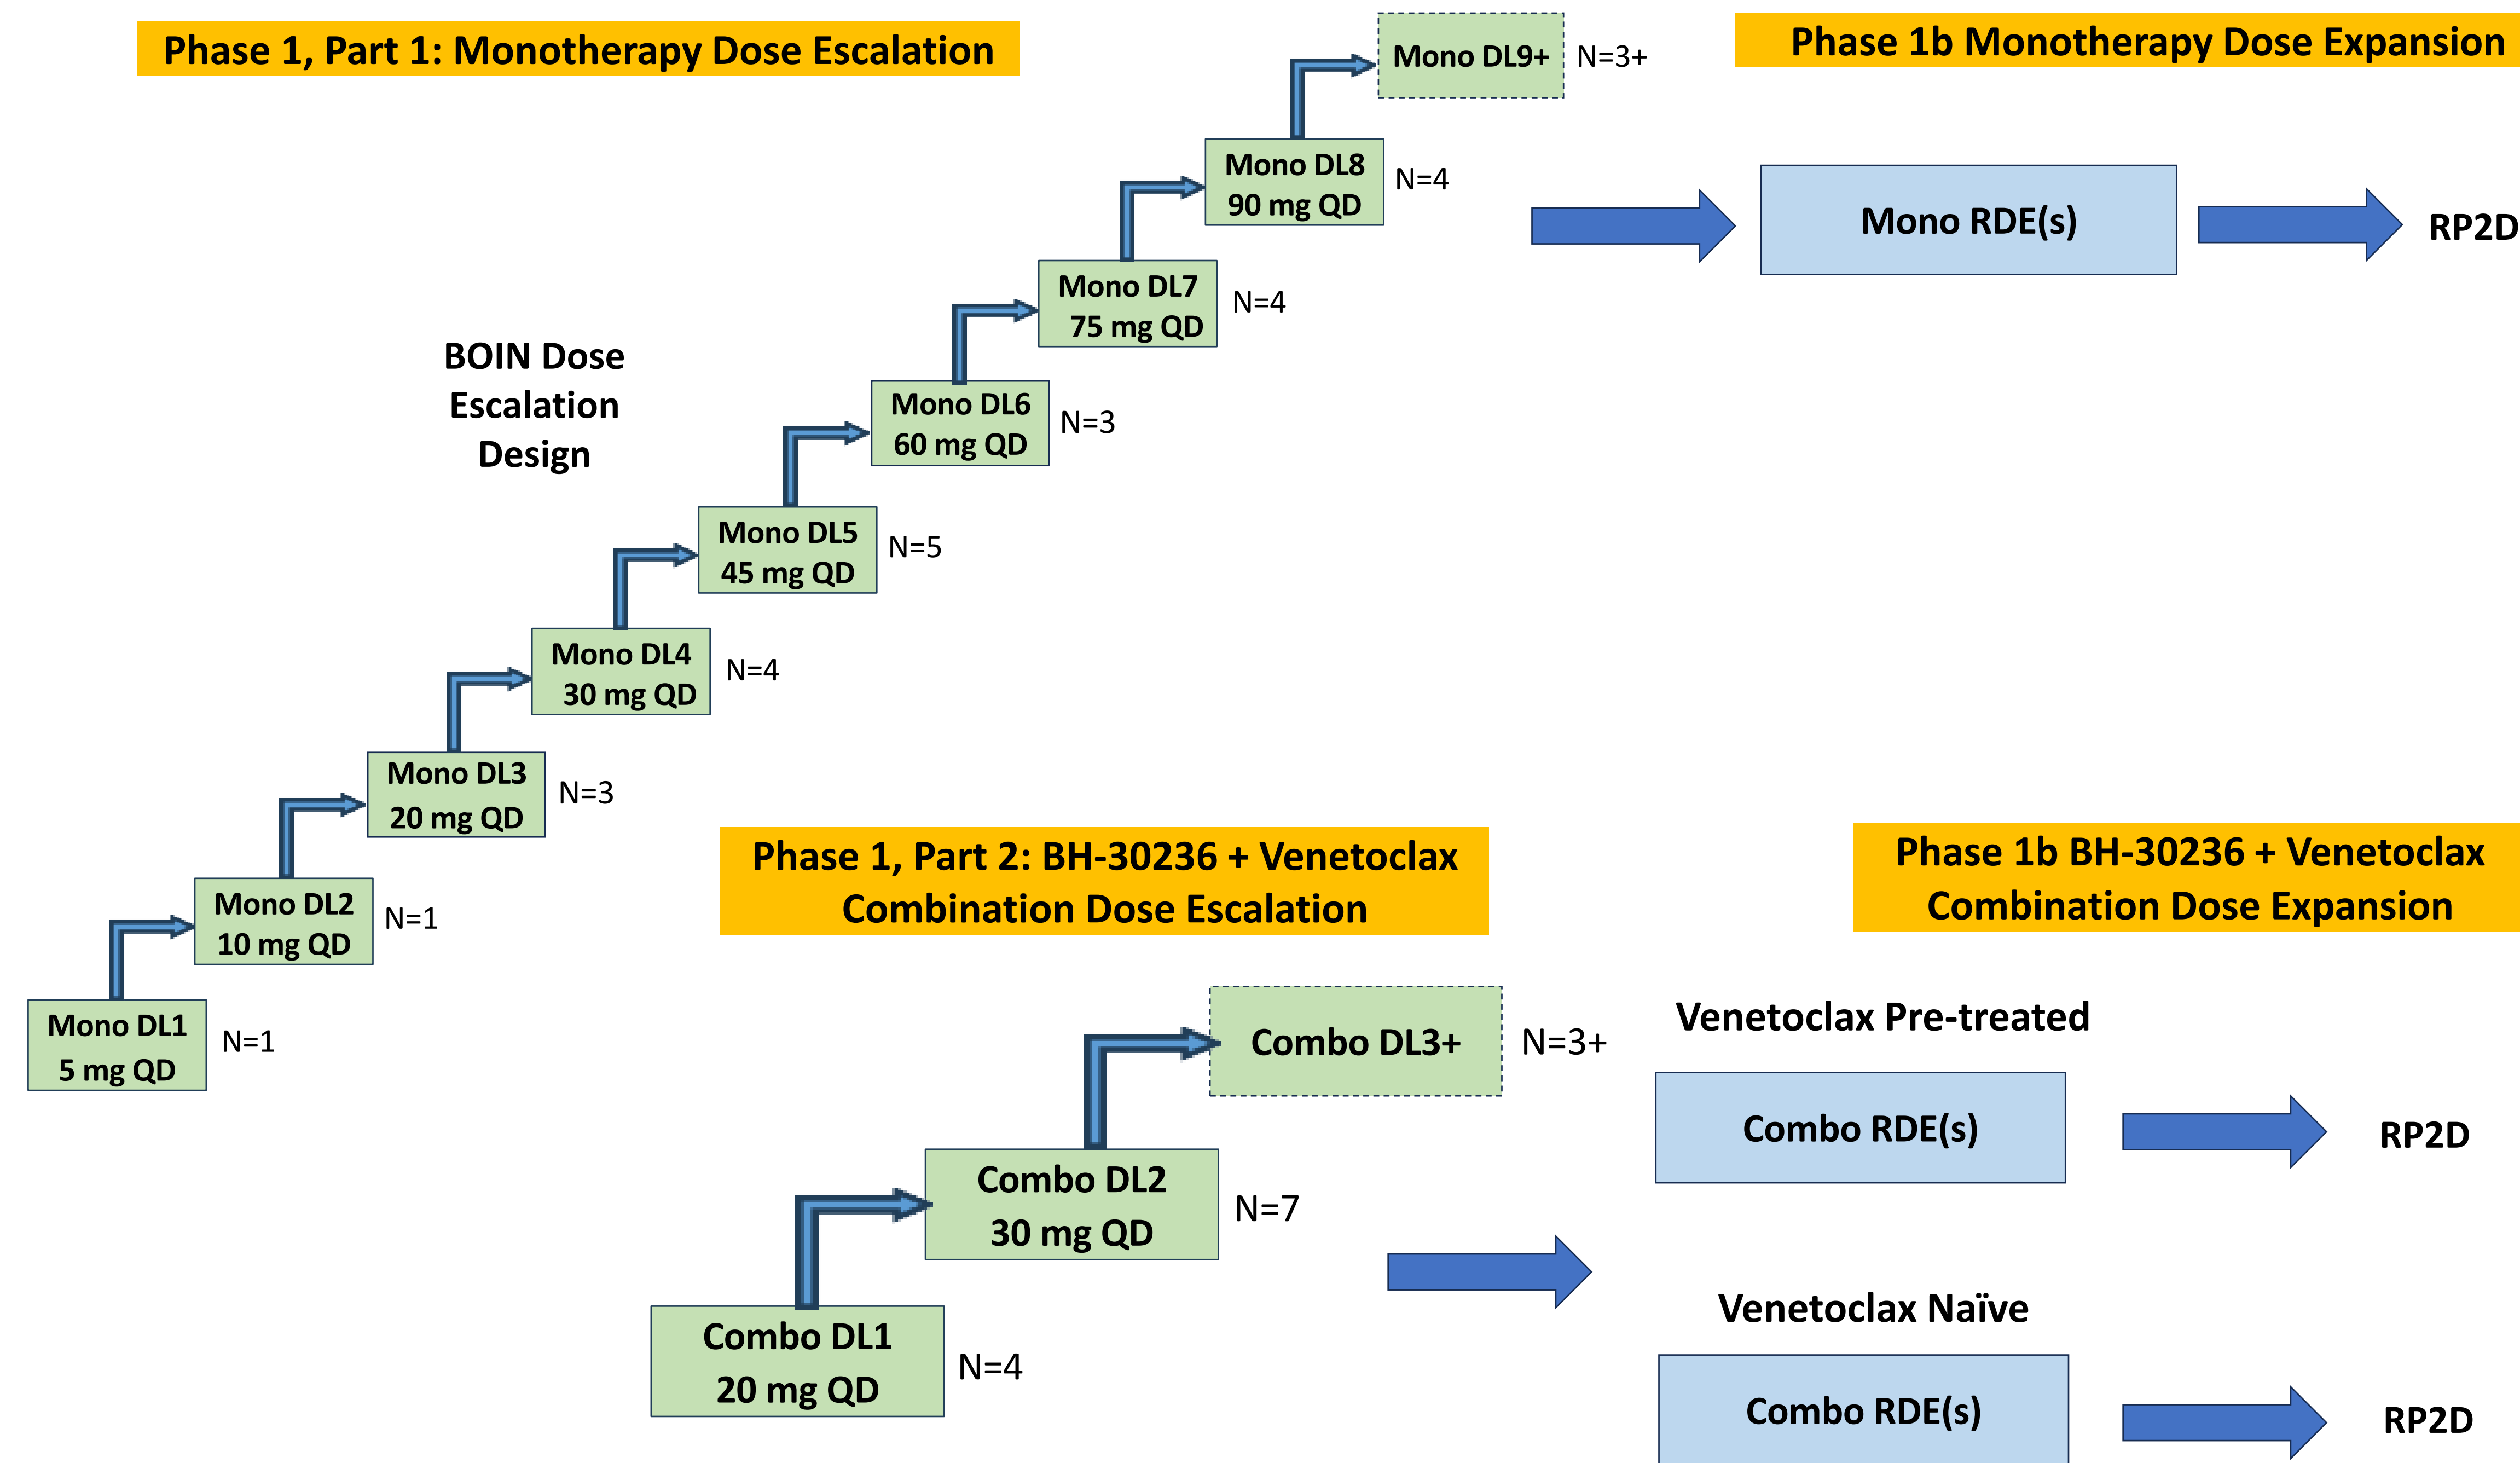 Phase 1, Part 1: Monotherapy Dose Escalation
Mono DL9+
N=3+
Phase 1b Monotherapy Dose Expansion
Mono DL8
90 mg QD
N=4
Mono RDE(s)
RP2D
Mono DL7
75 mg QD
N=4
BOIN Dose
Escalation
Design
Mono DL6
60 mg QD
N=3
Mono DL5
45 mg QD
N=5
Mono DL4
30 mg QD
N=4
Mono DL3
20 mg QD
N=3
Mono DL2
10 mg QD
N=1
Mono DL1
5 mg QD
N=1
Phase 1, Part 2: BH-30236 + Venetoclax
Combination Dose Escalation
Phase 1b BH-30236 + Venetoclax
Combination Dose Expansion
Combo DL3+
N=3+
Combo DL2
30 mg QD
N=7
Combo DL1
20 mg QD
N=4
Venetoclax Pre-treated
Combo RDE(s)
RP2D
Venetoclax Naïve
Combo RDE(s)
RP2D